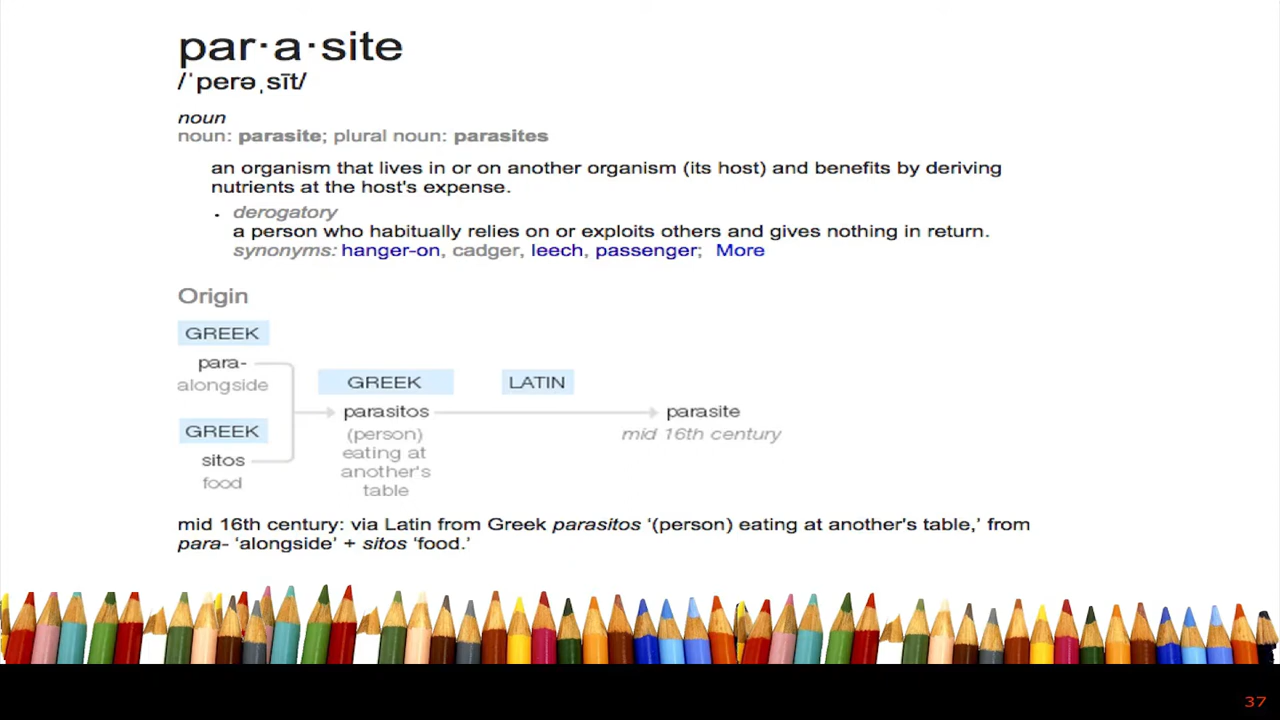 par·a·site
/ˈperəˌsīt/
noun
noun: parasite; plural noun: parasites
an organism that lives in or on another organism (its host) and benefits by deriving
nutrients at the host's expense.
· derogatory
a person who habitually relies on or exploits others and gives nothing in return.
synonyms: hanger-on, cadger, leech, passenger; More
Origin
GREEK
para-
alongside
GREEK
sitos
food
GREEK
parasitos
(person)
eating at
another's
table
LATIN
parasite
mid 16th century
mid 16th century: via Latin from Greek parasitos ‘(person) eating at another's table,’ from
para- ‘alongside’ + sitos ‘food.’
37